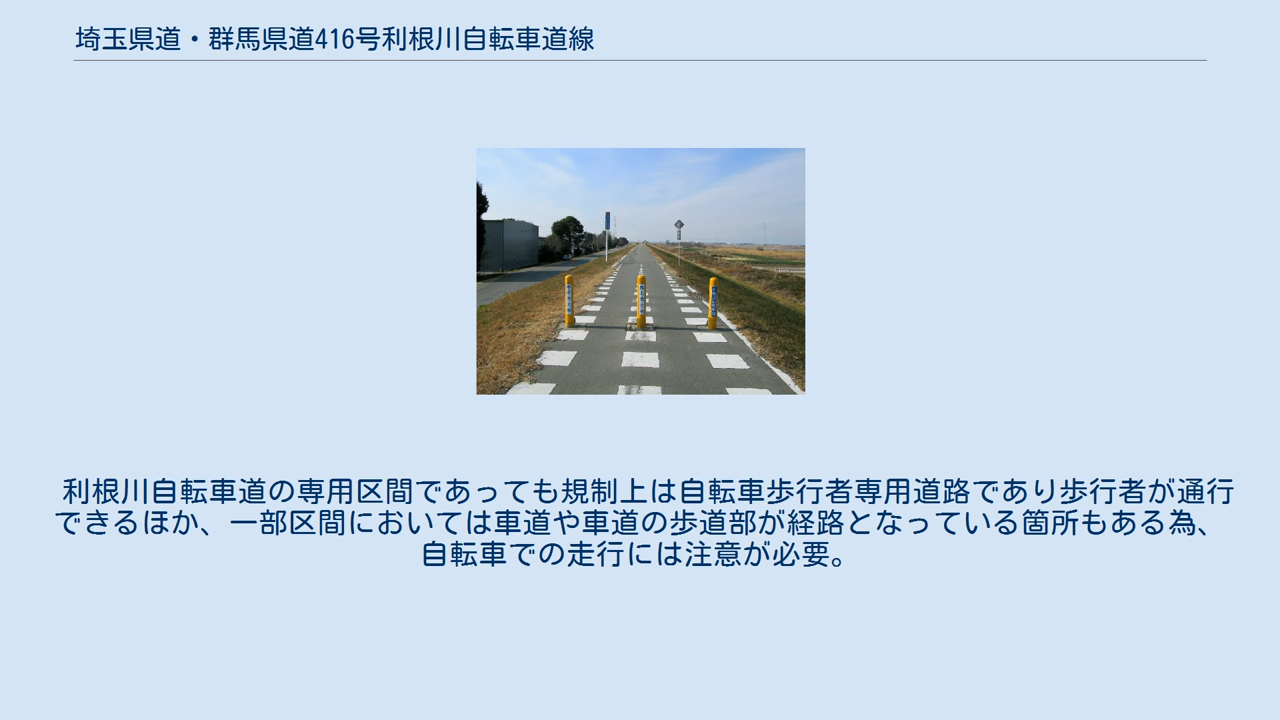 埼玉県道・群馬県道416号利根川自転車道線
利根川自転車道の専用区間であっても規制上は自転車歩行者専用道路であり歩行者が通行
できるほか、一部区間においては車道や車道の歩道部が経路となっている箇所もある為、
自転車での走行には注意が必要。